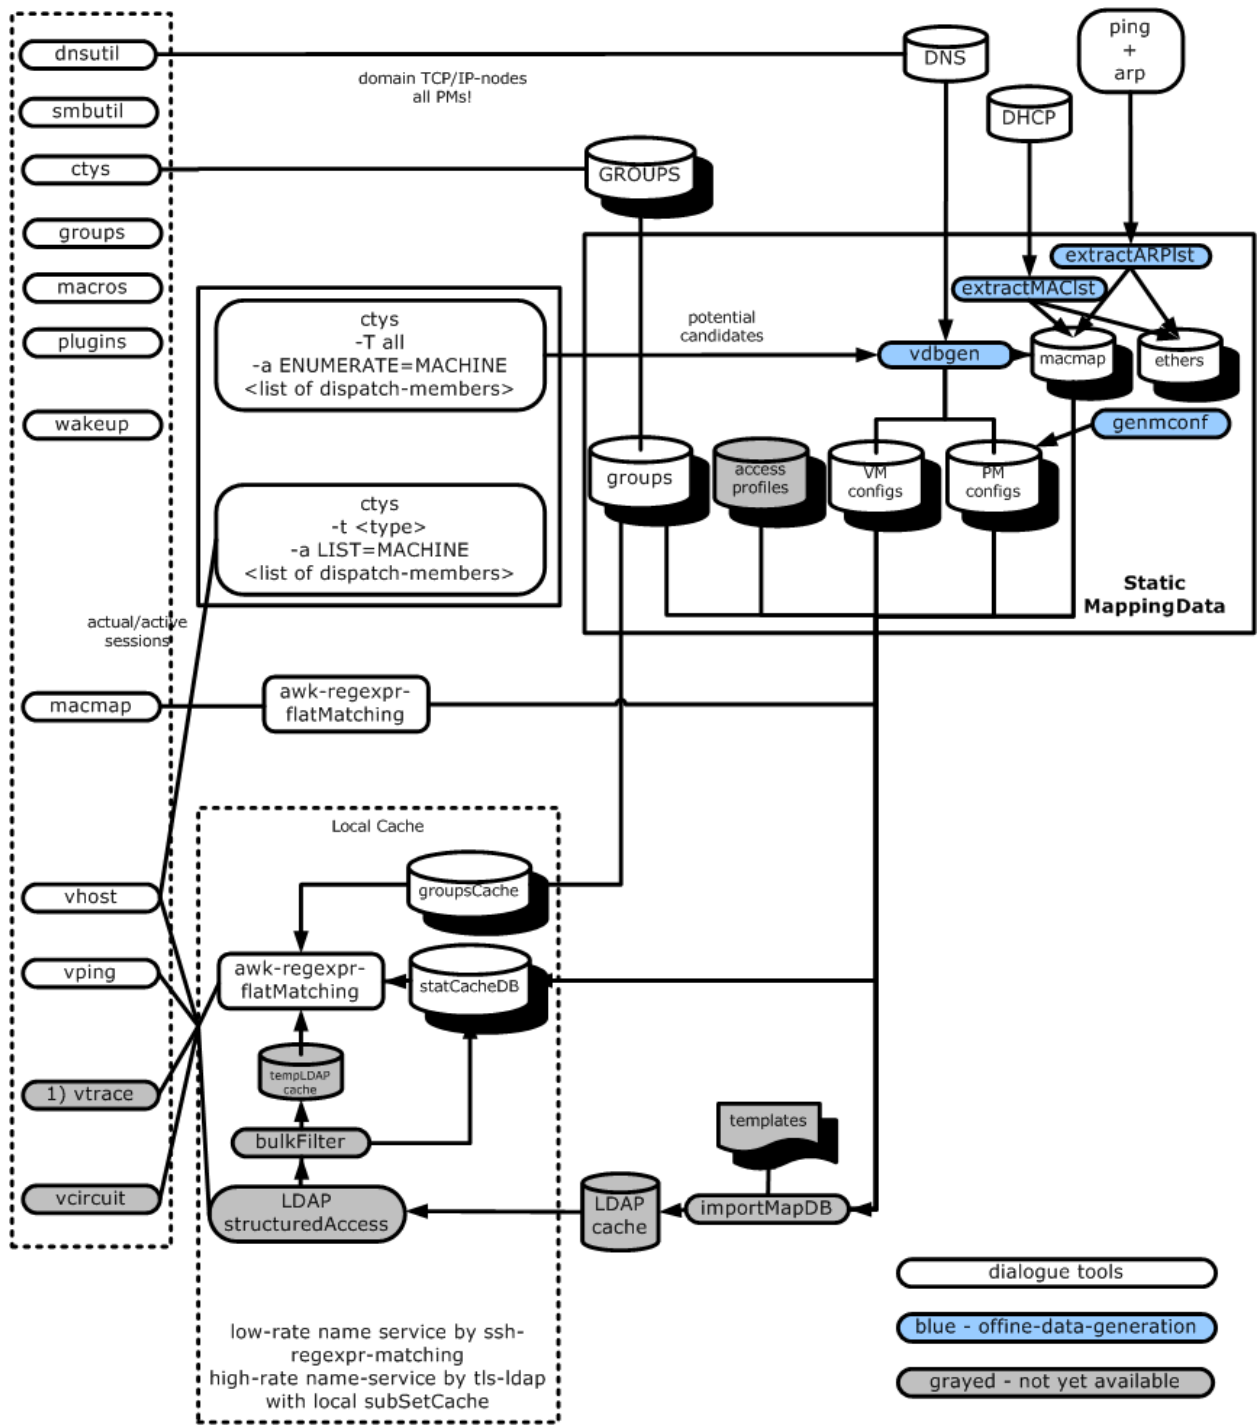 dnsutil
domain TCP/IP-nodes
all PMs!
DNS
ping
+
arp
smbutil
DHCP
ctys
GROUPS
groups
extractARPlst
macros
extractMAClst
plugins
ctys
-T all
-a ENUMERATE=MACHINE
<list of dispatch-members>
potential
candidates
vdbgen
macmap
ethers
wakeup
genmconf
groups
access
profiles
VM
configs
PM
configs
ctys
-t <type>
-a LIST=MACHINE
<list of dispatch-members>
Static
MappingData
actual/active
sessions
macmap
awk-regexpr-
flatMatching
Local Cache
vhost
groupsCache
vping
awk-regexpr-
flatMatching
statCacheDB
tempLDAP
cache
1) vtrace
bulkFilter
templates
vcircuit
LDAP
structuredAccess
LDAP
cache
importMapDB
dialogue tools
blue - offine-data-generation
grayed - not yet available
low-rate name service by ssh-
regexpr-matching
high-rate name-service by tls-ldap
with local subSetCache